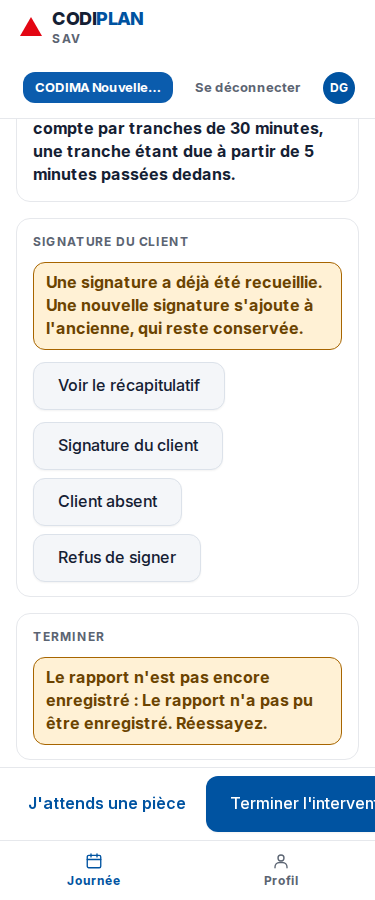 CODIPLAN
SAV
CODIMA Nouvelle...
Se déconnecter
DG
compte par tranches de 30 minutes,
une tranche étant due à partir de 5
minutes passées dedans.
SIGNATURE DU CLIENT
Une signature a déjà été recueillie.
Une nouvelle signature s'ajoute à
l'ancienne, qui reste conservée.
Voir le récapitulatif
Signature du client
Client absent
Refus de signer
TERMINER
Le rapport n'est pas encore
enregistré : Le rapport n'a pas pu
être enregistré. Réessayez.
J'attends une pièce
Terminer l'interven
Journée
Profil